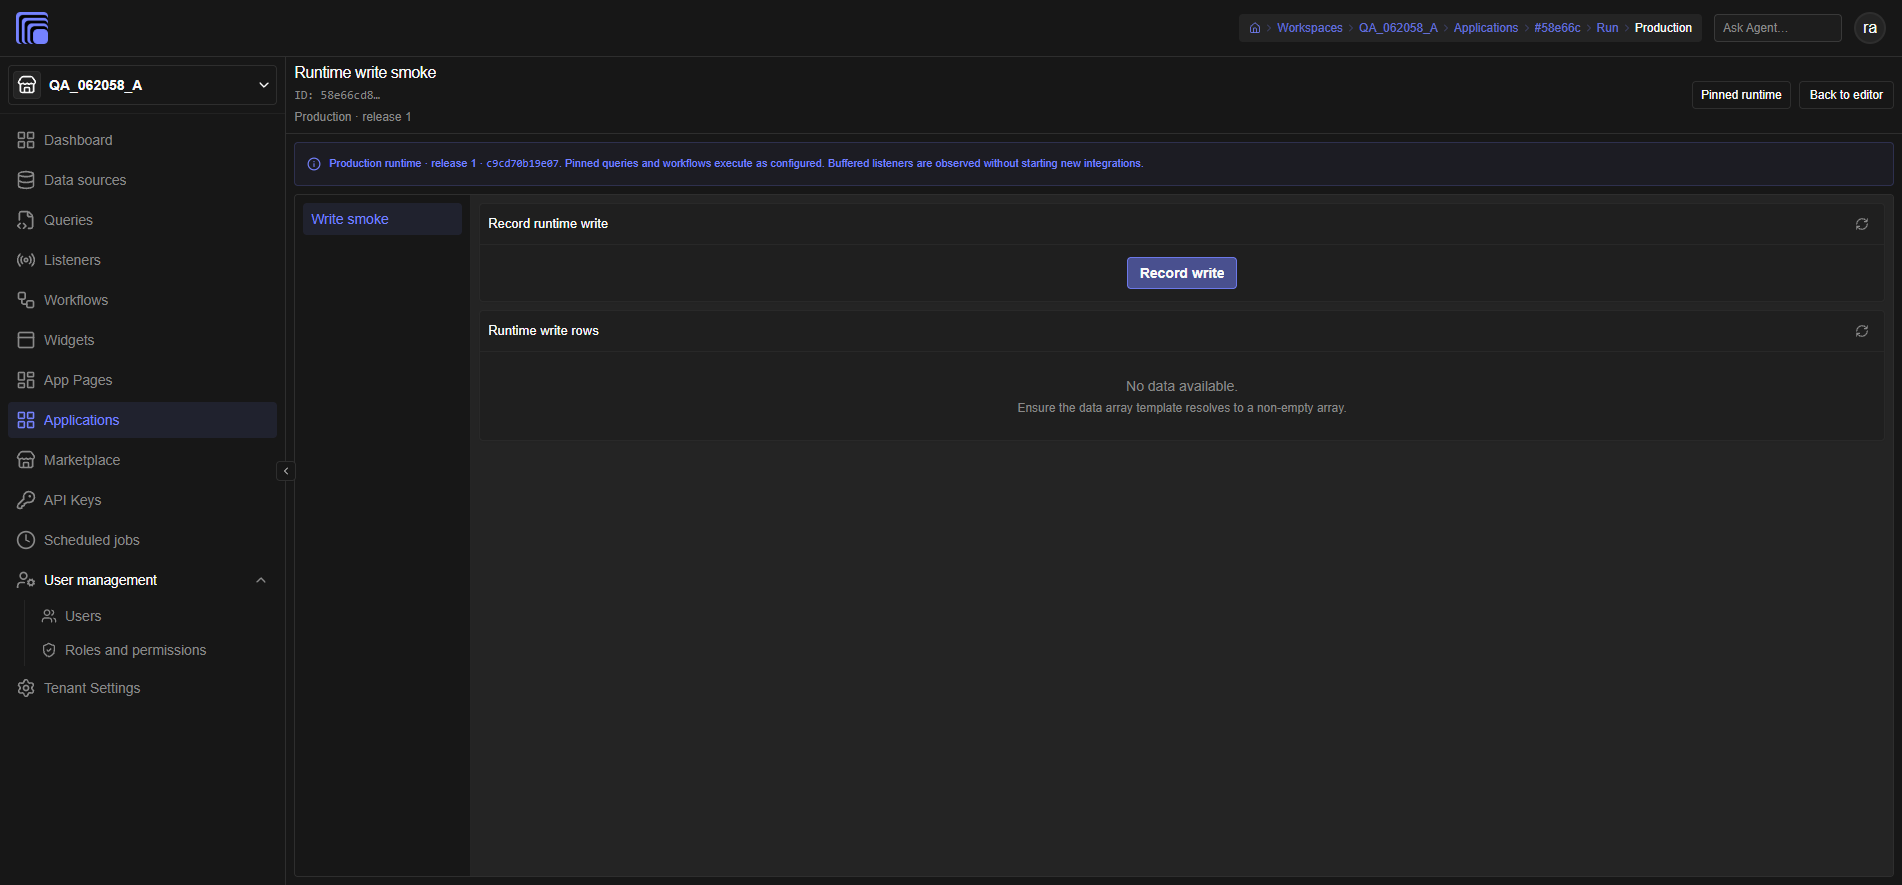 Workspaces
QA_062058_A
Applications
#58e66c
Run
Production
Ask Agent...
ra
QA_062058_A
Dashboard
Data sources
Queries
Listeners
Workflows
Widgets
App Pages
Applications
Marketplace
API Keys
Scheduled jobs
User management
Users
Roles and permissions
Tenant Settings
Runtime write smoke
ID: 58e66cd8…
Production · release 1
Pinned runtime
Back to editor
Production runtime · release 1 · c9cd70b19e07. Pinned queries and workflows execute as configured. Buffered listeners are observed without starting new integrations.
Write smoke
Record runtime write
Record write
Runtime write rows
No data available.
Ensure the data array template resolves to a non-empty array.